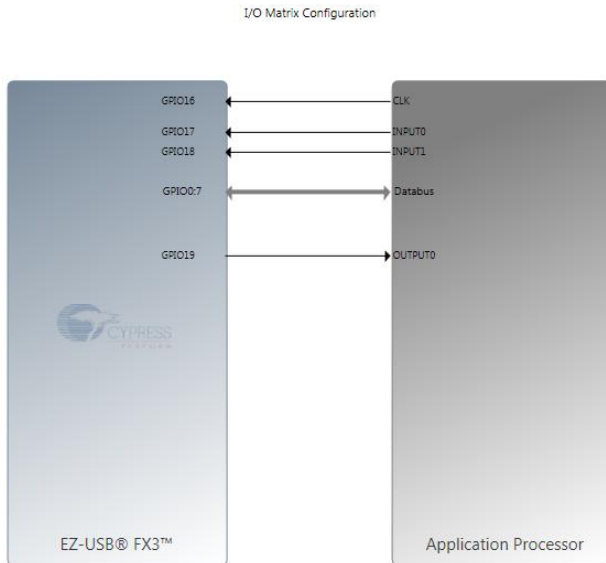 I/O Matrix Configuration
GPIO16 CLK
GPIO17 INPUT0
GPIO18 INPUT1
GPIO0:7 Databus
GPIO19 OUTPUT0
CYPRESS
PERFORM
EZ-USB® FX3™ Application Processor